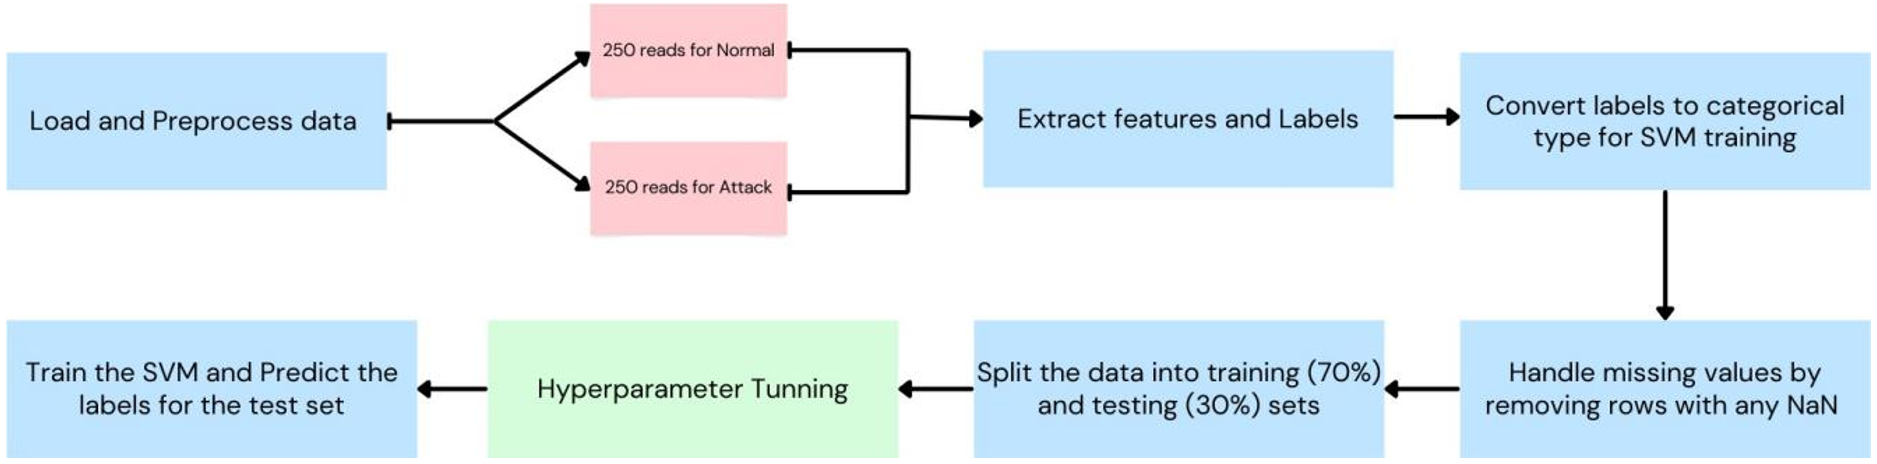 Load and Preprocess data
250 reads for Normal
250 reads for Attack
Extract features and Labels
Convert labels to categorical
type for SVM training
Handle missing values by
removing rows with any NaN
Split the data into training (70%)
and testing (30%) sets
Hyperparameter Tunning
Train the SVM and Predict the
labels for the test set